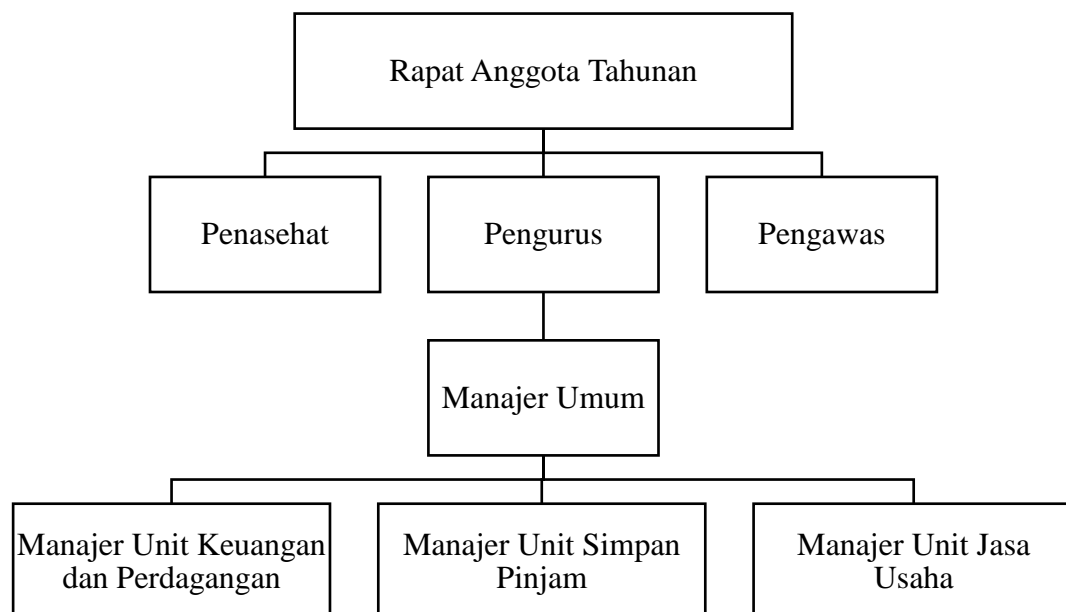 Rapat Anggota Tahunan
Penasehat
Pengurus
Pengawas
Manajer Umum
Manajer Unit Keuangan
dan Perdagangan
Manajer Unit Simpan
Pinjam
Manajer Unit Jasa
Usaha